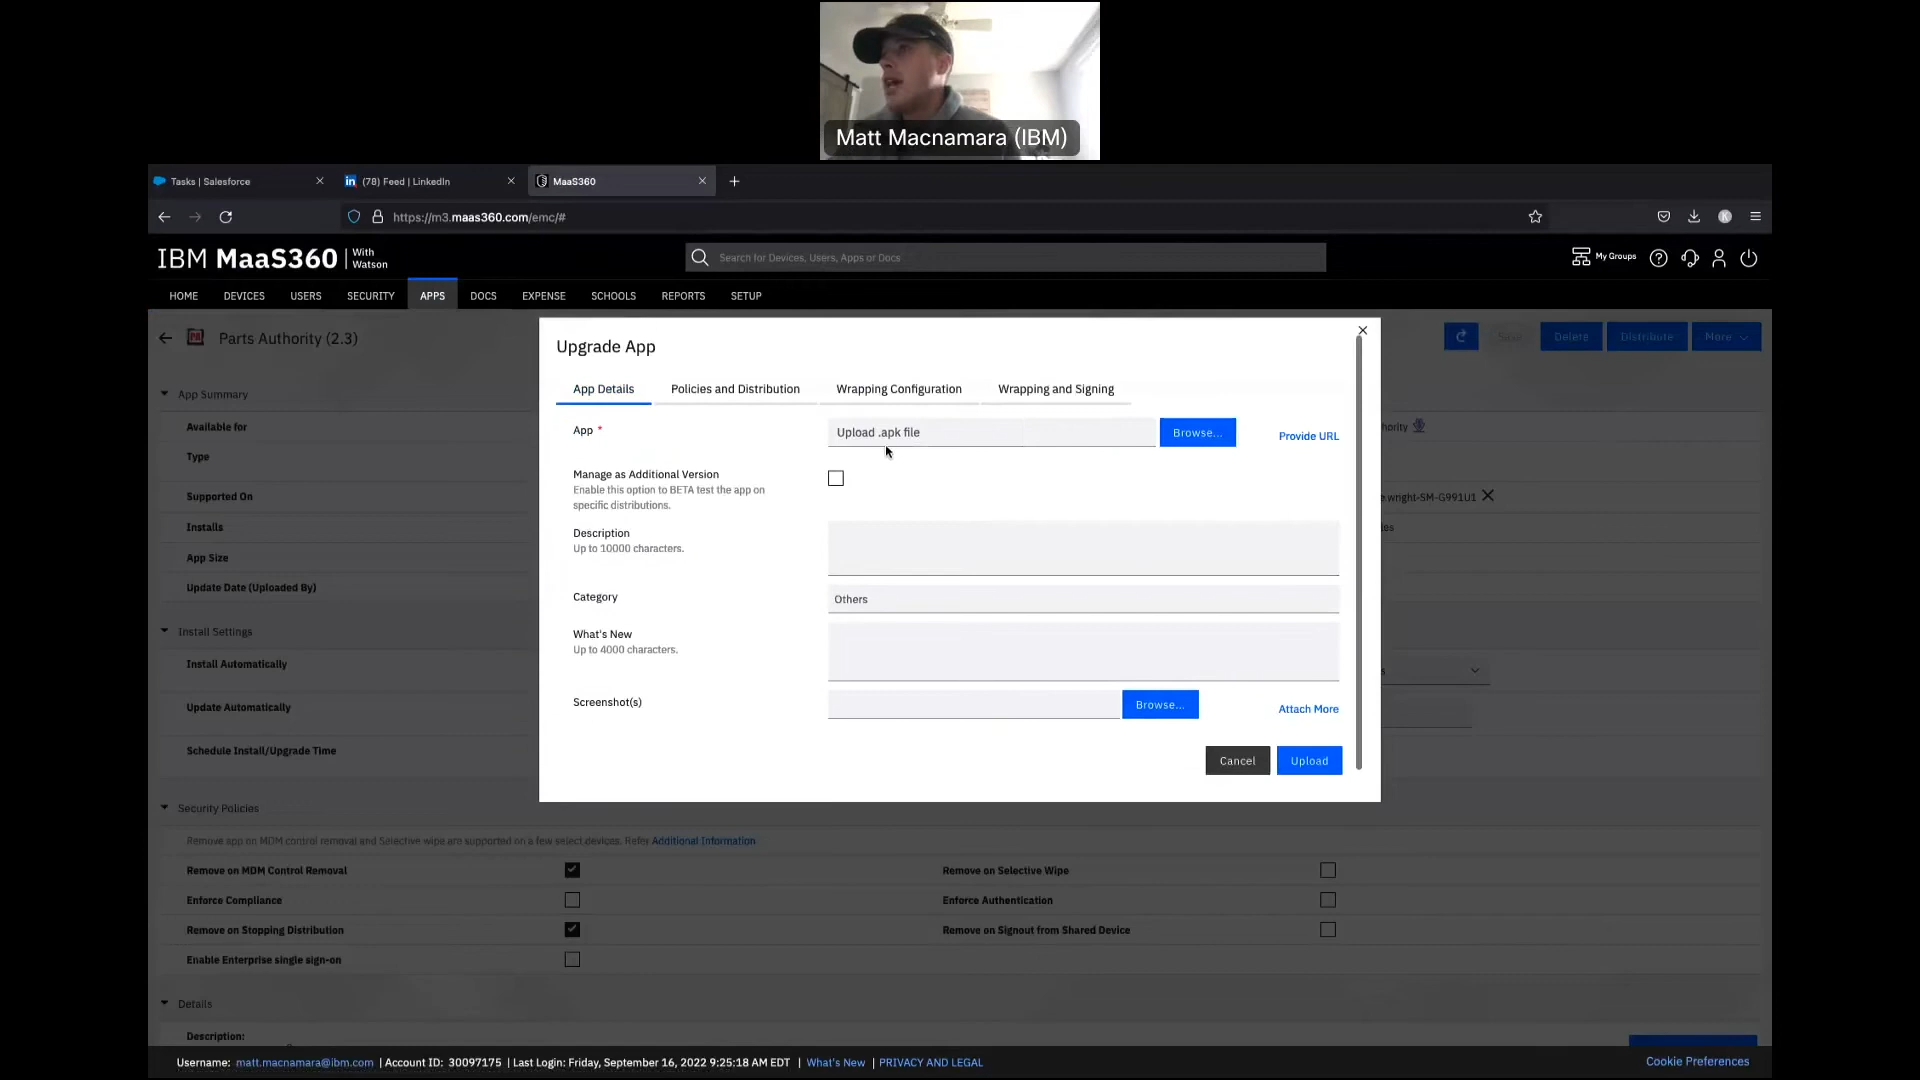 Matt Macnamara (IBM)
Tasks | Salesforce
(78) Feed | LinkedIn
MaaS360
https://m3.maas360.com/emc/#
IBM MaaS360 | With Watson
Search for Devices, Users, Apps or Docs
My Groups
HOME DEVICES USERS SECURITY APPS DOCS EXPENSE SCHOOLS REPORTS SETUP
Parts Authority (2.3)
Delete Distribute More
Upgrade App
App Details Policies and Distribution Wrapping Configuration Wrapping and Signing
App *
Upload .apk file
Browse...
Provide URL
Manage as Additional Version
Enable this option to BETA test the app on
specific distributions.
Description
Up to 10000 characters.
Category
Others
What's New
Up to 4000 characters.
Screenshot(s)
Browse...
Attach More
Cancel Upload
App Summary
Available for
Type
Supported On
wright-SM-G991U1
Installs
App Size
Update Date (Uploaded By)
Install Settings
Install Automatically
Update Automatically
Schedule Install/Upgrade Time
Security Policies
Remove app on MDM control removal and Selective wipe are supported on a few select devices. Refer Additional Information
Remove on MDM Control Removal
Remove on Selective Wipe
Enforce Compliance
Enforce Authentication
Remove on Stopping Distribution
Remove on Signout from Shared Device
Enable Enterprise single sign-on
Details
Description:
Username: matt.macnamara@ibm.com | Account ID: 30097175 | Last Login: Friday, September 16, 2022 9:25:18 AM EDT | What's New | PRIVACY AND LEGAL
Cookie Preferences